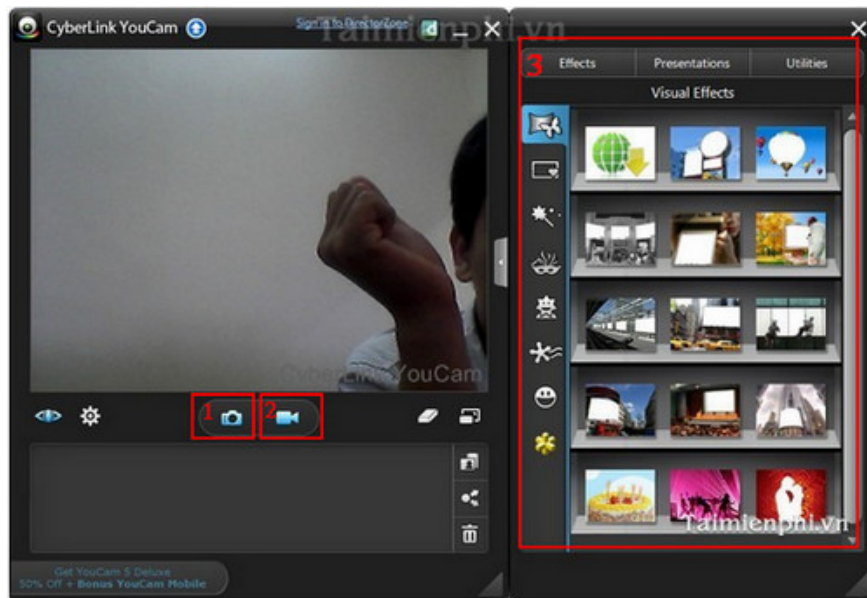 CyberLink YouCam
Sign in to DirectorZone
Taimienphi.vn
3
Effects
Presentations
Utilities
Visual Effects
CyberLink YouCam
1
2
Taimienphi.vn
Get YouCam 5 Deluxe
50% Off + Bonus YouCam Mobile